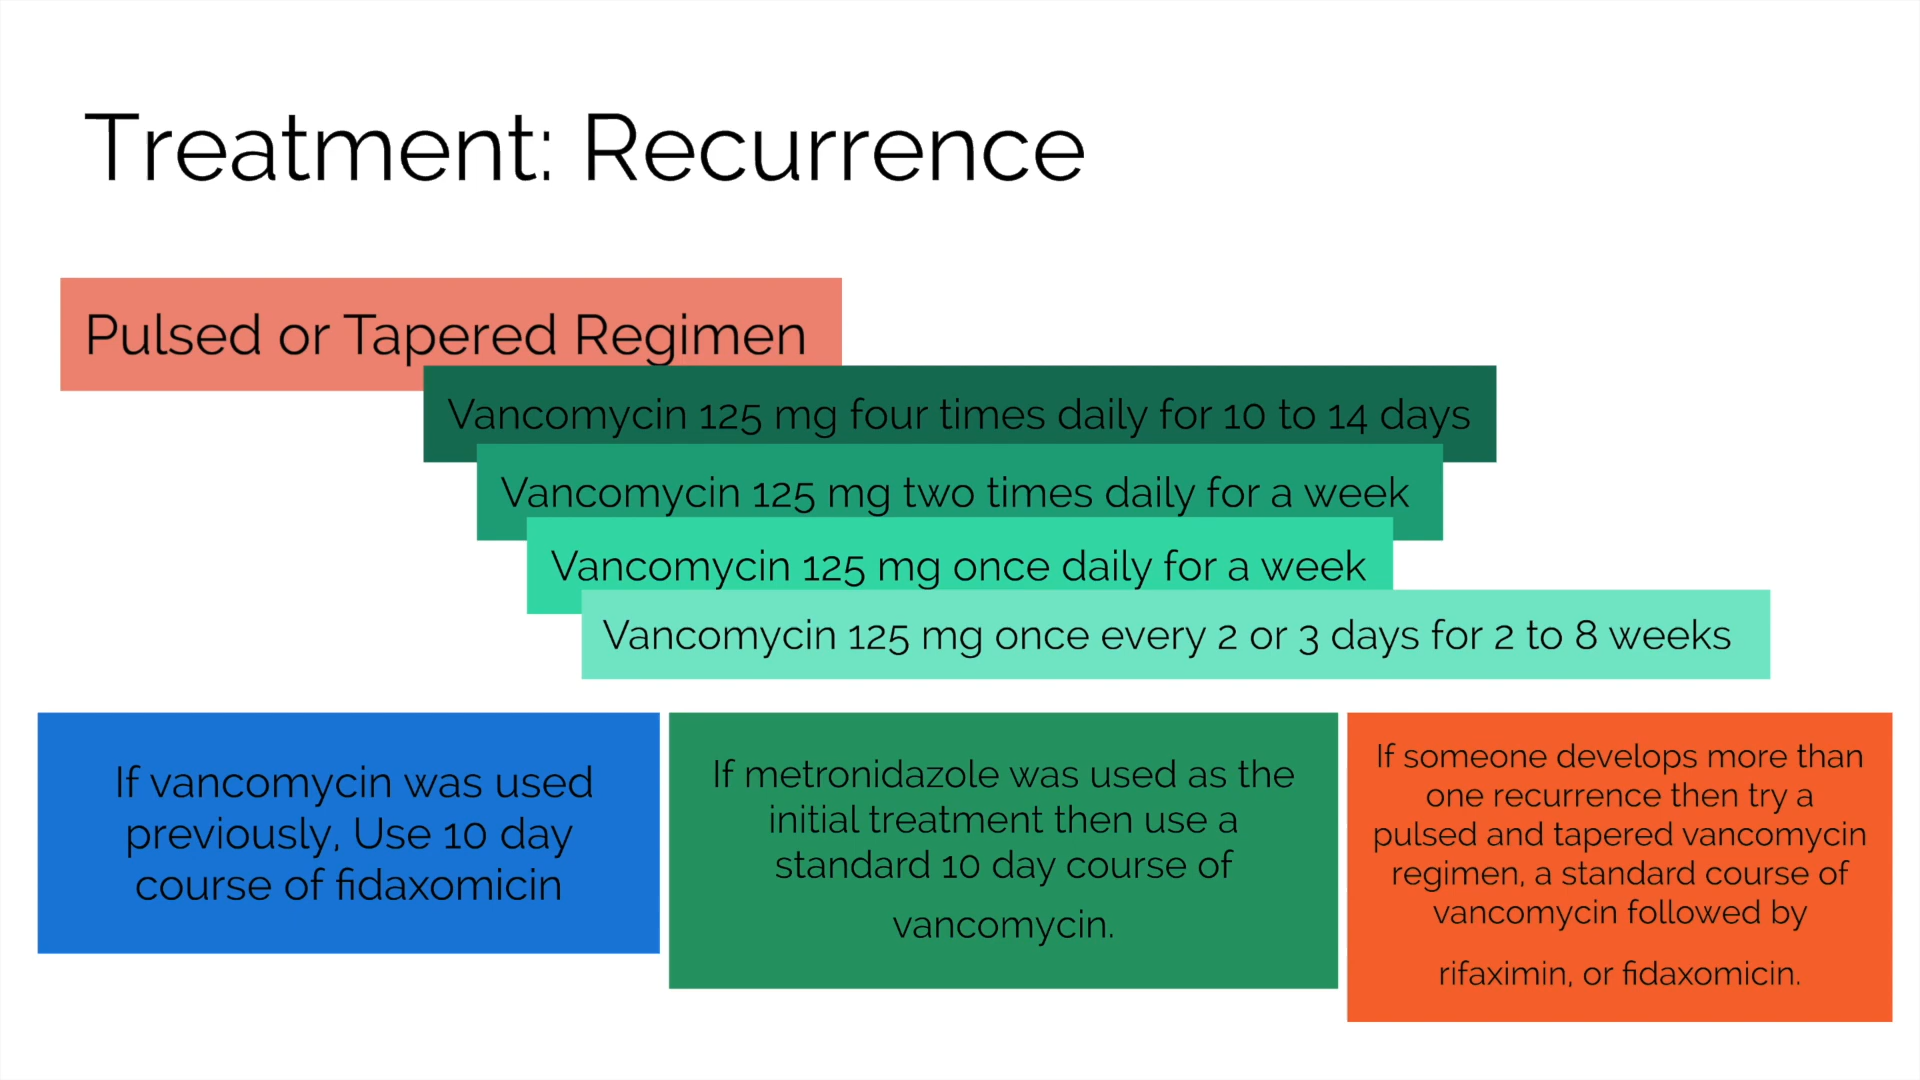 Treatment: Recurrence
Pulsed or Tapered Regimen
Vancomycin 125 mg four times daily for 10 to 14 days
Vancomycin 125 mg two times daily for a week
Vancomycin 125 mg once daily for a week
Vancomycin 125 mg once every 2 or 3 days for 2 to 8 weeks
If vancomycin was used
previously, Use 10 day
course of fidaxomicin
If metronidazole was used as the
initial treatment then use a
standard 10 day course of
vancomycin.
If someone develops more than
one recurrence then try a
pulsed and tapered vancomycin
regimen, a standard course of
vancomycin followed by
rifaximin, or fidaxomicin.